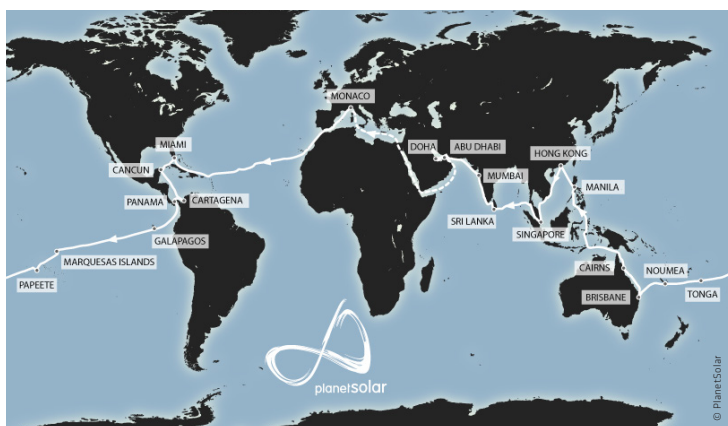 MONACO
MIAMI
DOHA
ABU DHABI
HONG KONG
CANCUN
MUMBAI
MANILA
PANAMA
CARTAGENA
SRI LANKA
SINGAPORE
GALAPAGOS
MARQUESAS ISLANDS
CAIRNS
NOUMEA
PAPEETE
TONGA
BRISBANE
planetsolar
© PlanetSolar